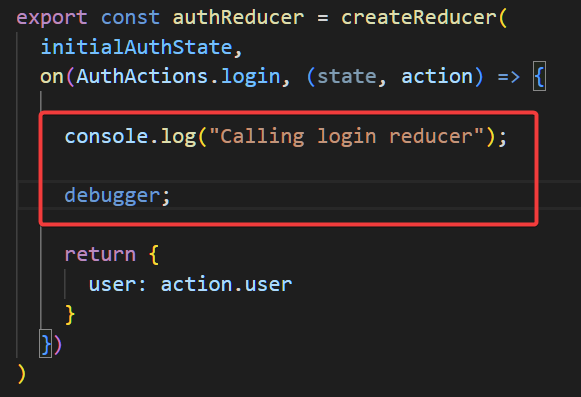 export const authReducer = createReducer(
initialAuthState,
on(AuthActions.login, (state, action) => {
console.log("Calling login reducer");
debugger;
return {
user: action.user
}
})
)